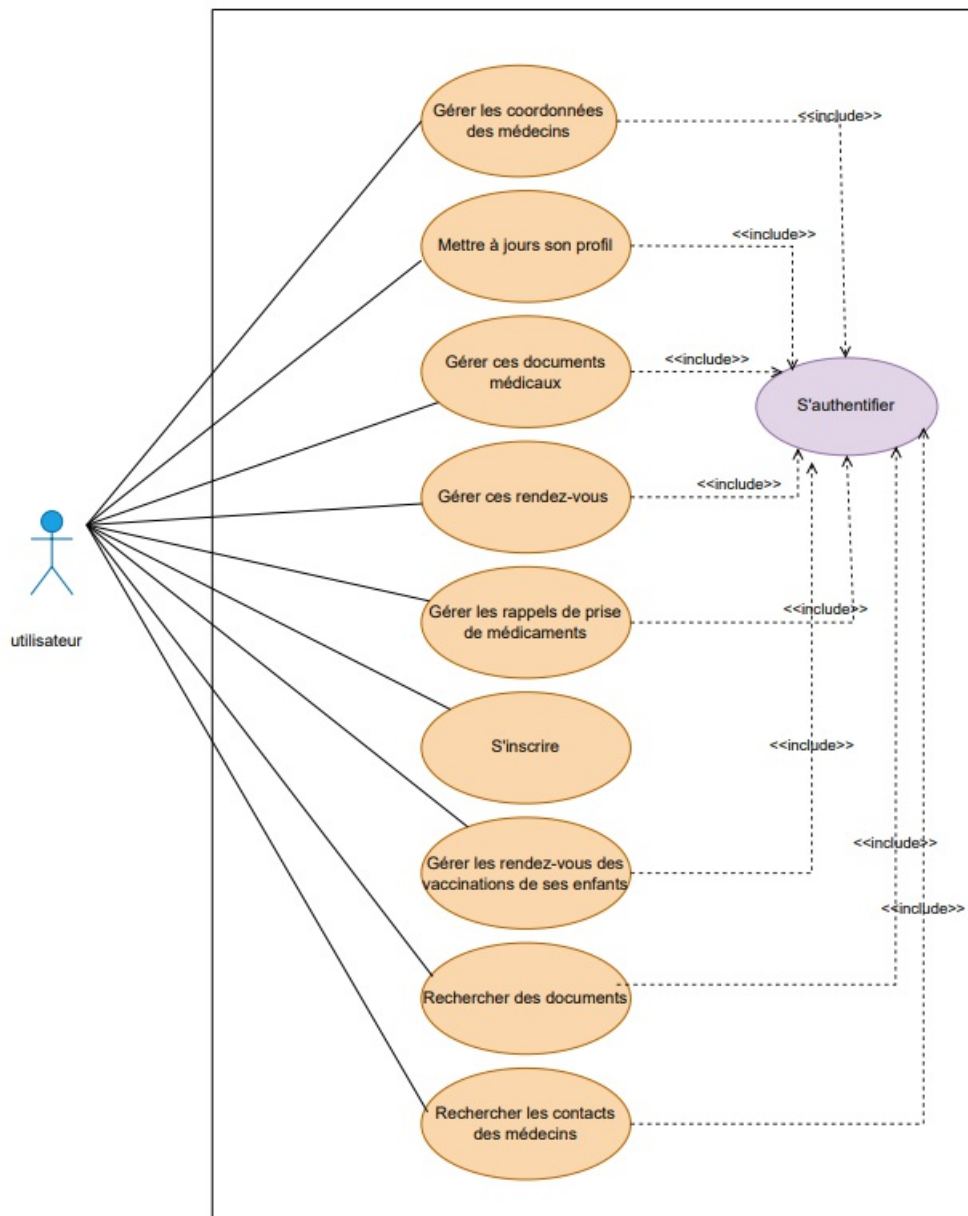 Gérer les coordonnées
des médecins
<<include>>
Mettre à jours son profil
<<include>>
Gérer ces documents
médicaux
<<include>>
S'authentifier
Gérer ces rendez-vous
<<include>>
utilisateur
Gérer les rappels de prise
de médicaments
<<include>>
S'inscrire
<<include>>
Gérer les rendez-vous des
vaccinations de ses enfants
<<include>>
<<include>>
Rechercher des documents
Rechercher les contacts
des médecins